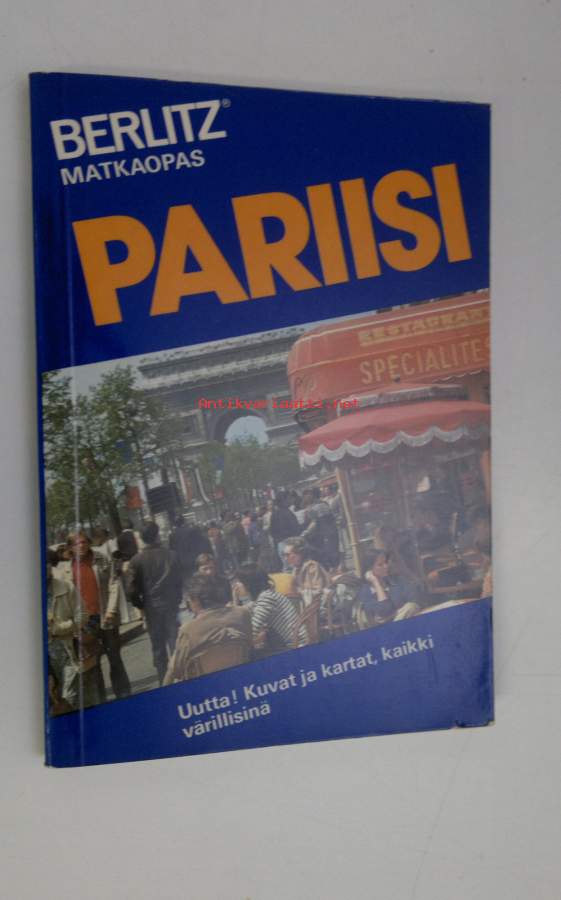 BERLITZ®
MATKAOPAS
PARIISI
RESTAURANT
SPECIALITES
Antikvariaatti.net
Uutta! Kuvat ja kartat, kaikki
värillisinä